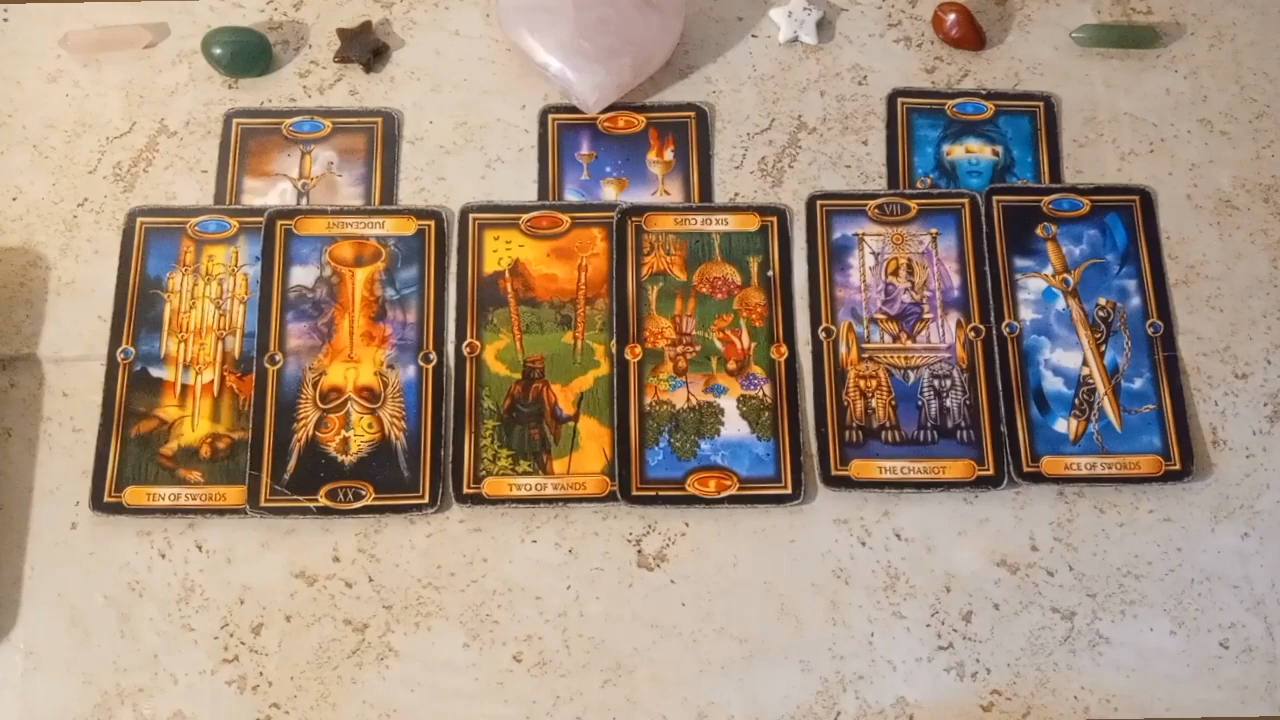 TEN OF SWORDS
JUDGEMENT
XX
TWO OF WANDS
SIX OF CUPS
VII
THE CHARIOT
ACE OF SWORDS